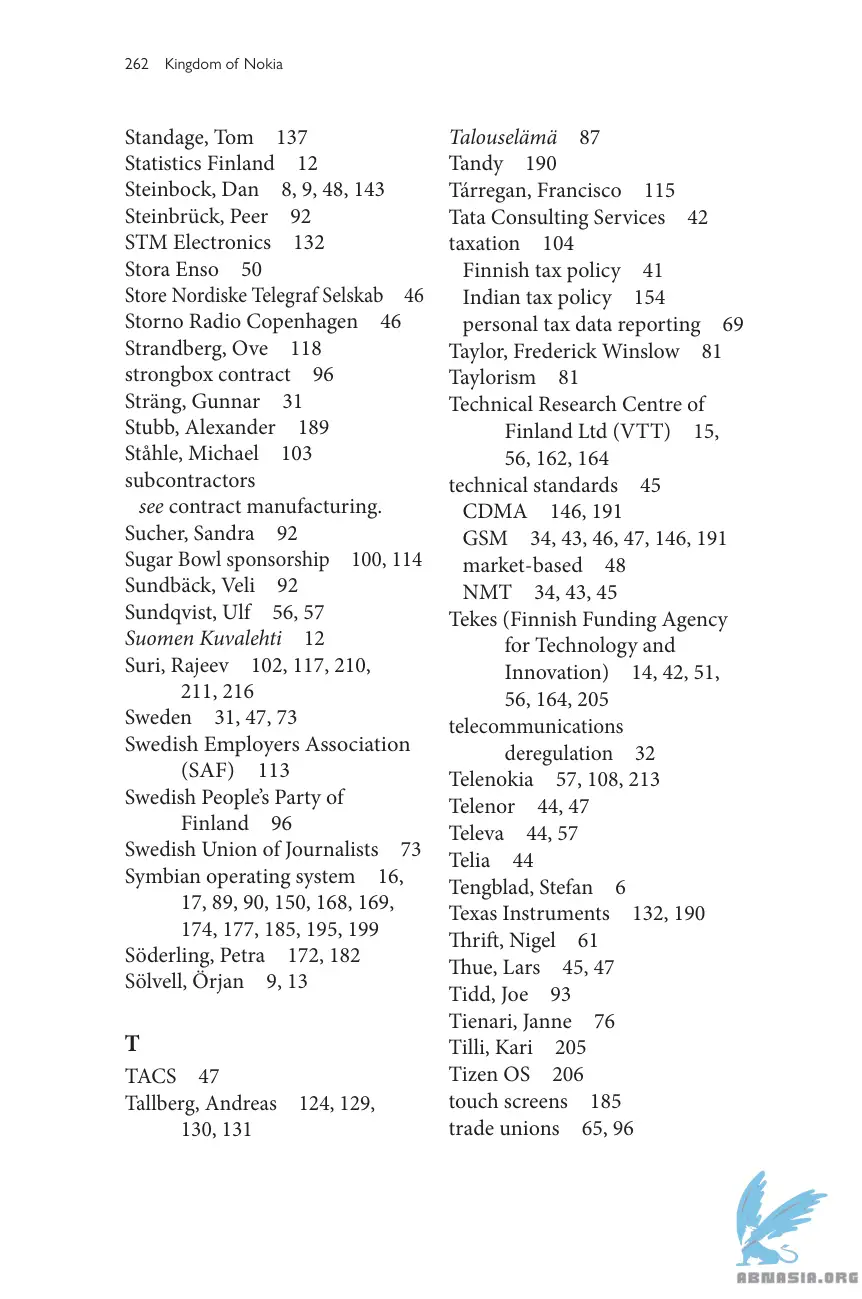 262 Kingdom of Nokia
Standage, Tom 137
Statistics Finland 12
Steinbock, Dan 8, 9, 48, 143
Steinbrück, Peer 92
STM Electronics 132
Stora Enso 50
Store Nordiske Telegraf Selskab 46
Storno Radio Copenhagen 46
Strandberg, Ove 118
strongbox contract 96
Sträng, Gunnar 31
Stubb, Alexander 189
Ståhle, Michael 103
subcontractors
see contract manufacturing.
Sucher, Sandra 92
Sugar Bowl sponsorship 100, 114
Sundbäck, Veli 92
Sundqvist, Ulf 56, 57
Suomen Kuvalehti 12
Suri, Rajeev 102, 117, 210,
211, 216
Sweden 31, 47, 73
Swedish Employers Association
(SAF) 113
Swedish People's Party of
Finland 96
Swedish Union of Journalists 73
Symbian operating system 16,
17, 89, 90, 150, 168, 169,
174, 177, 185, 195, 199
Söderling, Petra 172, 182
Sölvell, Örjan 9, 13
T
TACS 47
Tallberg, Andreas 124, 129,
130, 131
Talouselämä 87
Tandy 190
Tárregan, Francisco 115
Tata Consulting Services 42
taxation 104
Finnish tax policy 41
Indian tax policy 154
personal tax data reporting 69
Taylor, Frederick Winslow 81
Taylorism 81
Technical Research Centre of
Finland Ltd (VTT) 15,
56, 162, 164
technical standards 45
CDMA 146, 191
GSM 34, 43, 46, 47, 146, 191
market-based 48
NMT 34, 43, 45
Tekes (Finnish Funding Agency
for Technology and
Innovation) 14, 42, 51,
56, 164, 205
telecommunications
deregulation 32
Telenokia 57, 108, 213
Telenor 44, 47
Televa 44, 57
Telia 44
Tengblad, Stefan 6
Texas Instruments 132, 190
Thrift, Nigel 61
Thue, Lars 45, 47
Tidd, Joe 93
Tienari, Janne 76
Tilli, Kari 205
Tizen OS 206
touch screens 185
trade unions 65, 96
ABNASIA.ORG